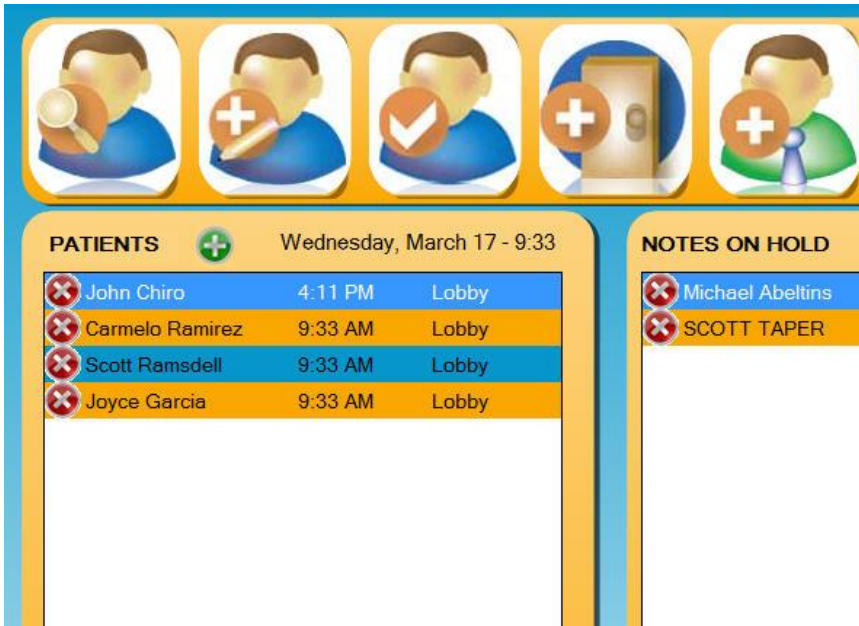 PATIENTS Wednesday, March 17 - 9:33
John Chiro 4:11 PM Lobby
Carmelo Ramirez 9:33 AM Lobby
Scott Ramsdell 9:33 AM Lobby
Joyce Garcia 9:33 AM Lobby
NOTES ON HOLD
Michael Abeltins
SCOTT TAPER